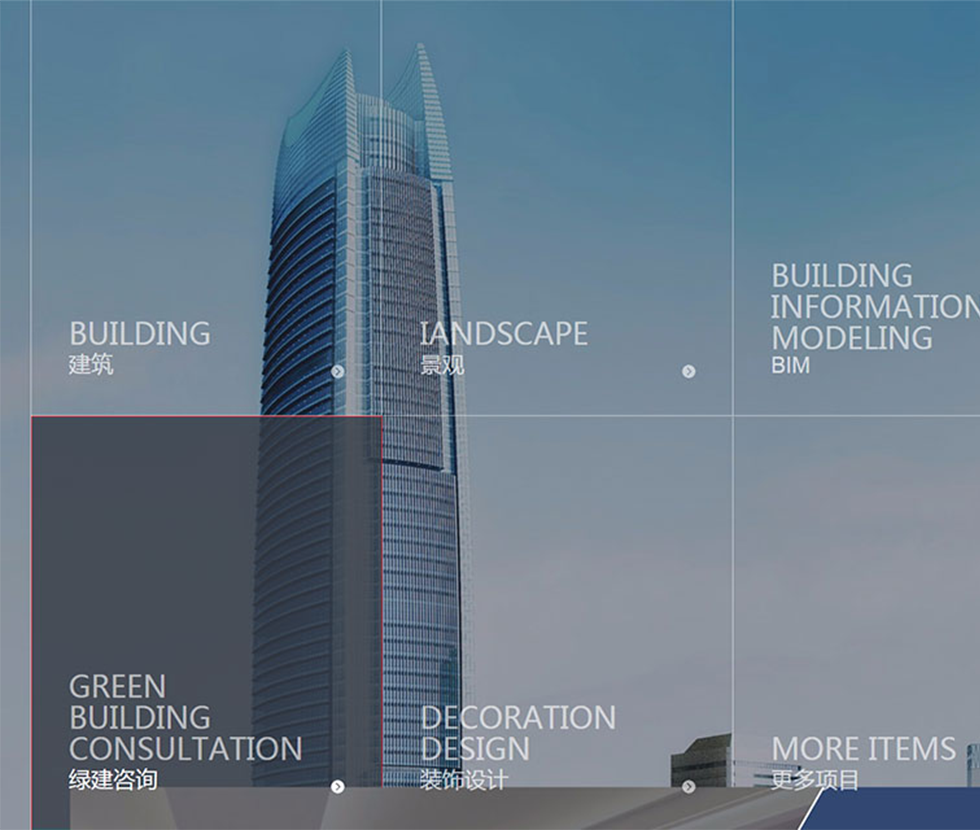 BUILDING
建筑
IANDSCAPE
景观
BUILDING
INFORMATION
MODELING
BIM
GREEN
BUILDING
CONSULTATION
绿建咨询
DECORATION
DESIGN
装饰设计
MORE ITEMS
更多项目